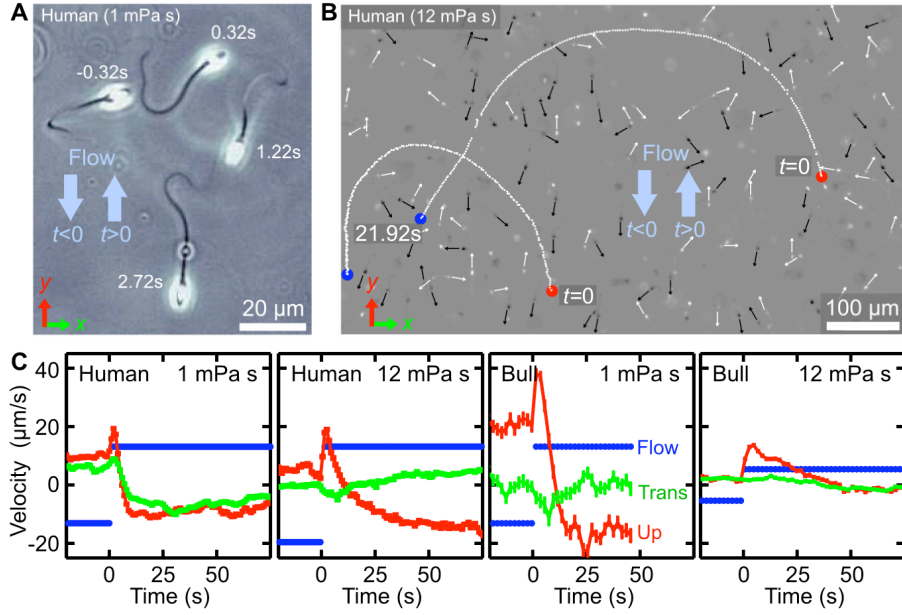 A
Human (1 mPa s)
-0.32s
0.32s
1.22s
2.72s
Flow
t<0
t>0
y
x
20 μm
B
Human (12 mPa s)
Flow
t<0
t>0
t=0
21.92s
t=0
y
x
100 μm
C
Velocity (μm/s)
40
20
0
-20
Human 1 mPa s
0 50
Time (s)
Human 12 mPa s
0 50
Time (s)
Bull 1 mPa s
Flow
Trans
Up
0 25 50
Time (s)
Bull 12 mPa s
0 50
Time (s)